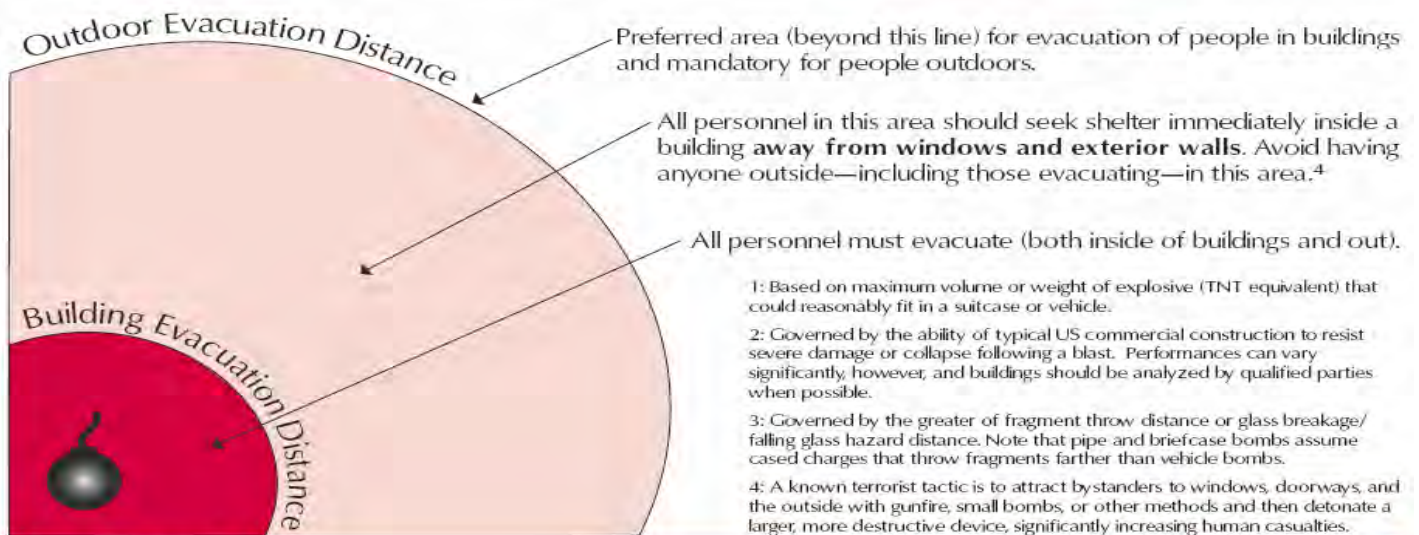 Outdoor Evacuation Distance
Preferred area (beyond this line) for evacuation of people in buildings
and mandatory for people outdoors.
All personnel in this area should seek shelter immediately inside a
building away from windows and exterior walls. Avoid having
anyone outside—including those evacuating—in this area.⁴
All personnel must evacuate (both inside of buildings and out).
Building Evacuation Distance
1: Based on maximum volume or weight of explosive (TNT equivalent) that
could reasonably fit in a suitcase or vehicle.
2: Governed by the ability of typical US commercial construction to resist
severe damage or collapse following a blast. Performances can vary
significantly, however, and buildings should be analyzed by qualified parties
when possible.
3: Governed by the greater of fragment throw distance or glass breakage/
falling glass hazard distance. Note that pipe and briefcase bombs assume
cased charges that throw fragments farther than vehicle bombs.
4: A known terrorist tactic is to attract bystanders to windows, doorways, and
the outside with gunfire, small bombs, or other methods and then detonate a
larger, more destructive device, significantly increasing human casualties.